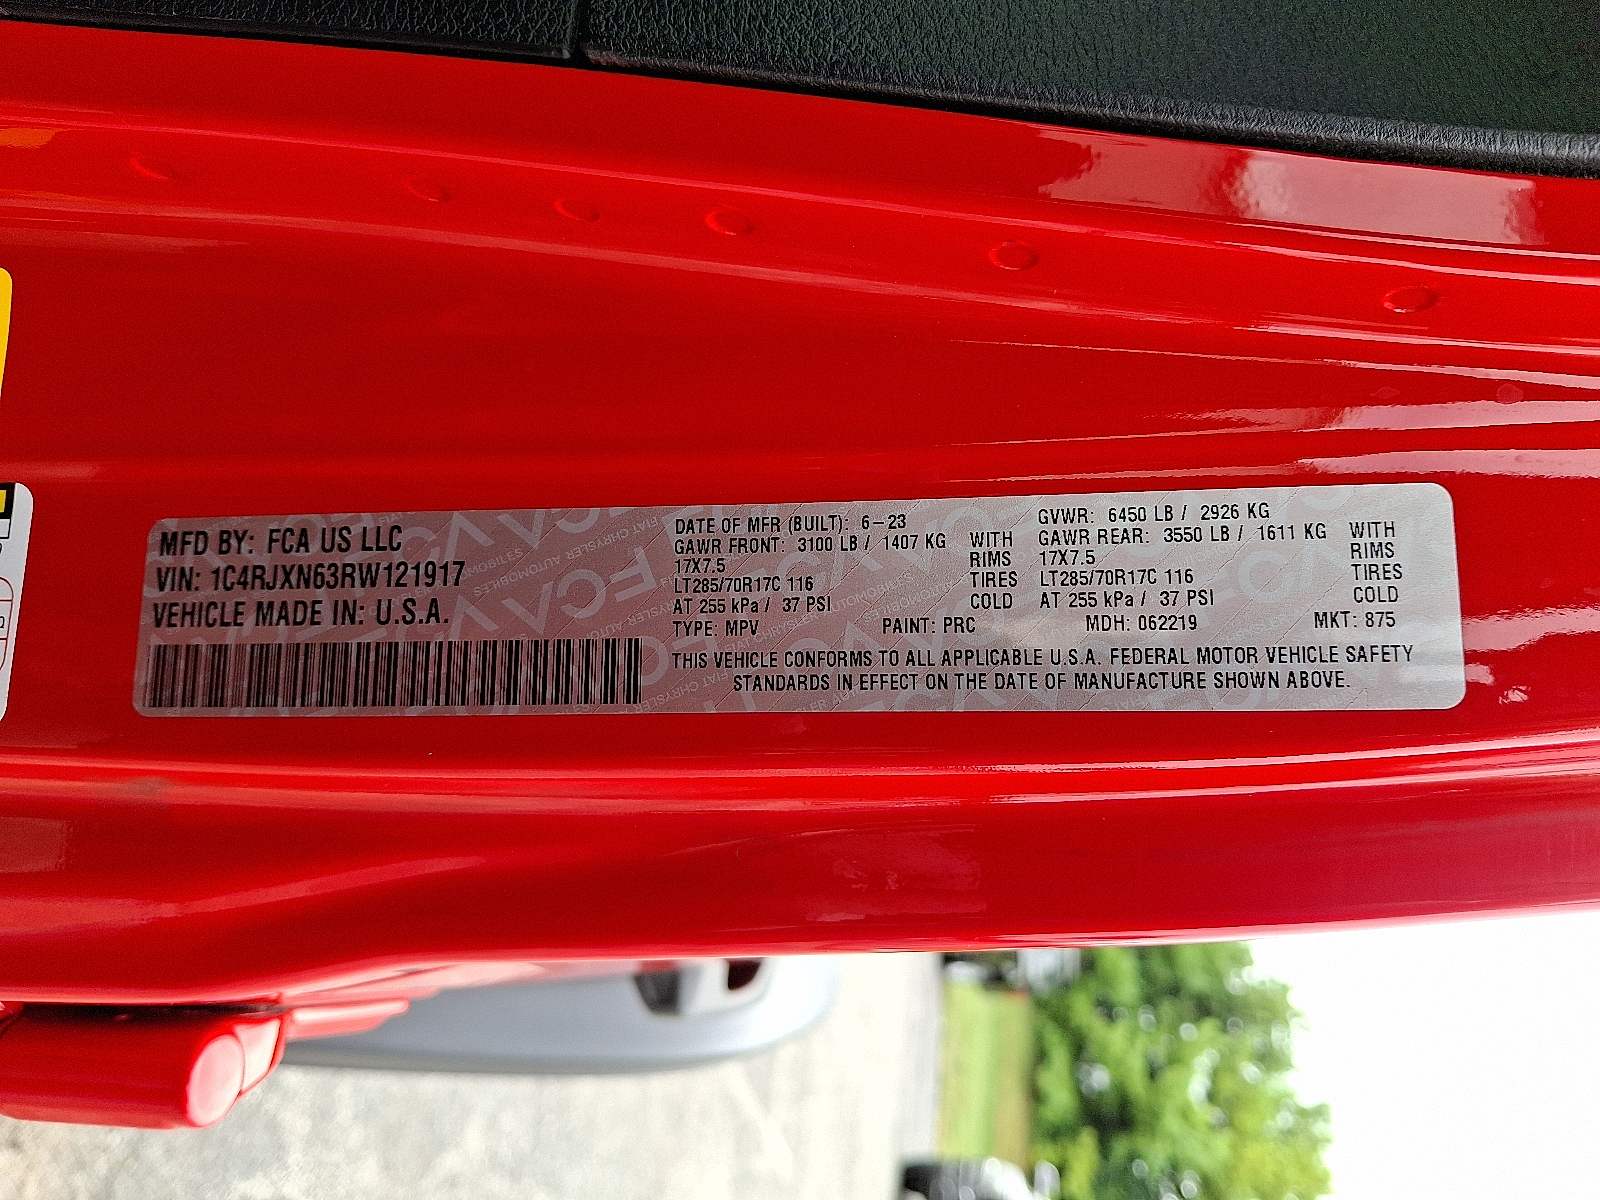 MFD BY: FCA US LLC
VIN: 1C4RJXN63RW121917
VEHICLE MADE IN: U.S.A.
DATE OF MFR (BUILT): 6-23
GAWR FRONT: 3100 LB / 1407 KG WITH
17X7.5 RIMS
LT285/70R17C 116 TIRES
AT 255 kPa / 37 PSI COLD
GVWR: 6450 LB / 2926 KG
GAWR REAR: 3550 LB / 1611 KG WITH
17X7.5 RIMS
LT285/70R17C 116 TIRES
AT 255 kPa / 37 PSI COLD
TYPE: MPV PAINT: PRC MDH: 062219 MKT: 875
THIS VEHICLE CONFORMS TO ALL APPLICABLE U.S.A. FEDERAL MOTOR VEHICLE SAFETY
STANDARDS IN EFFECT ON THE DATE OF MANUFACTURE SHOWN ABOVE.